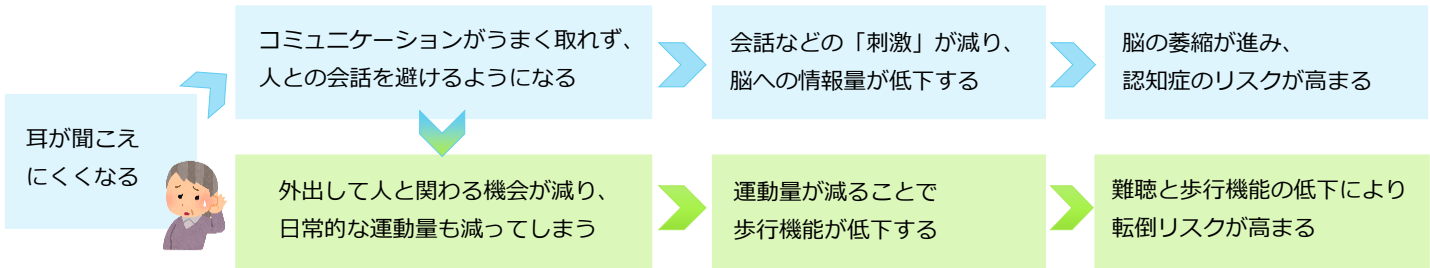 耳が聞こえ
にくくなる
コミュニケーションがうまく取れず、
人との会話を避けるようになる
会話などの「刺激」が減り、
脳への情報量が低下する
脳の萎縮が進み、
認知症のリスクが高まる
外出して人と関わる機会が減り、
日常的な運動量も減ってしまう
運動量が減ることで
歩行機能が低下する
難聴と歩行機能の低下により
転倒リスクが高まる